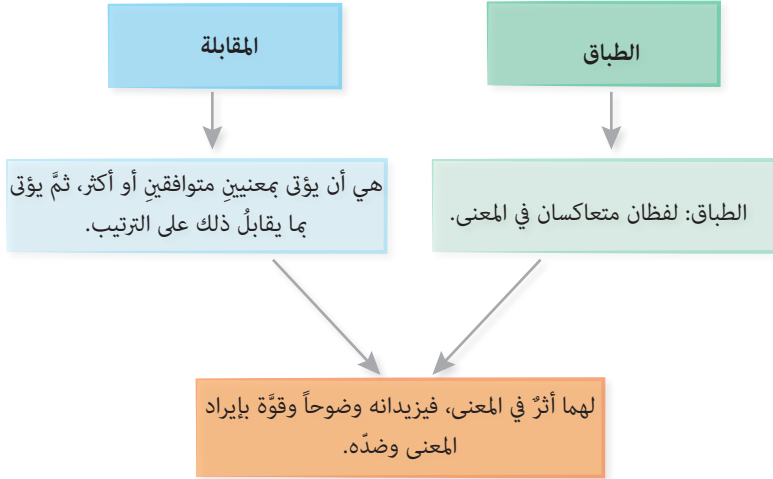 الطباق
المقابلة
الطباق: لفظان متعاكسان في المعنى.
هي أن يؤتى بمعنيينِ متوافقينِ أو أكثر، ثمَّ يؤتى
بما يقابلُ ذلك على الترتيب.
لهما أثرٌ في المعنى، فيزيدانه وضوحاً وقوَّة بإيراد
المعنى وضدّه.